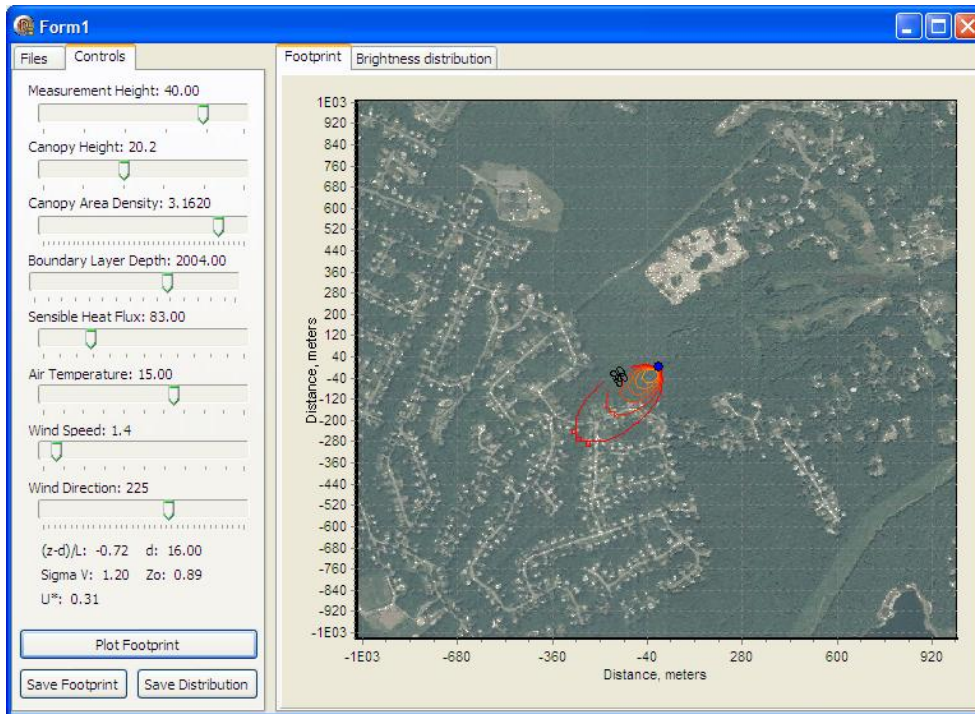 Form1
Files Controls
Measurement Height: 40.00
Canopy Height: 20.2
Canopy Area Density: 3.1620
Boundary Layer Depth: 2004.00
Sensible Heat Flux: 83.00
Air Temperature: 15.00
Wind Speed: 1.4
Wind Direction: 225
(z-d)/L: -0.72 d: 16.00
Sigma V: 1.20 Zo: 0.89
U*: 0.31
Plot Footprint
Save Footprint Save Distribution
Footprint Brightness distribution
Distance, meters
1E03
920
840
760
680
600
520
440
360
280
200
120
40
-40
-120
-200
-280
-360
-440
-520
-600
-680
-760
-840
-920
-1E03
-1E03 -680 -360 -40 280 600 920
Distance, meters